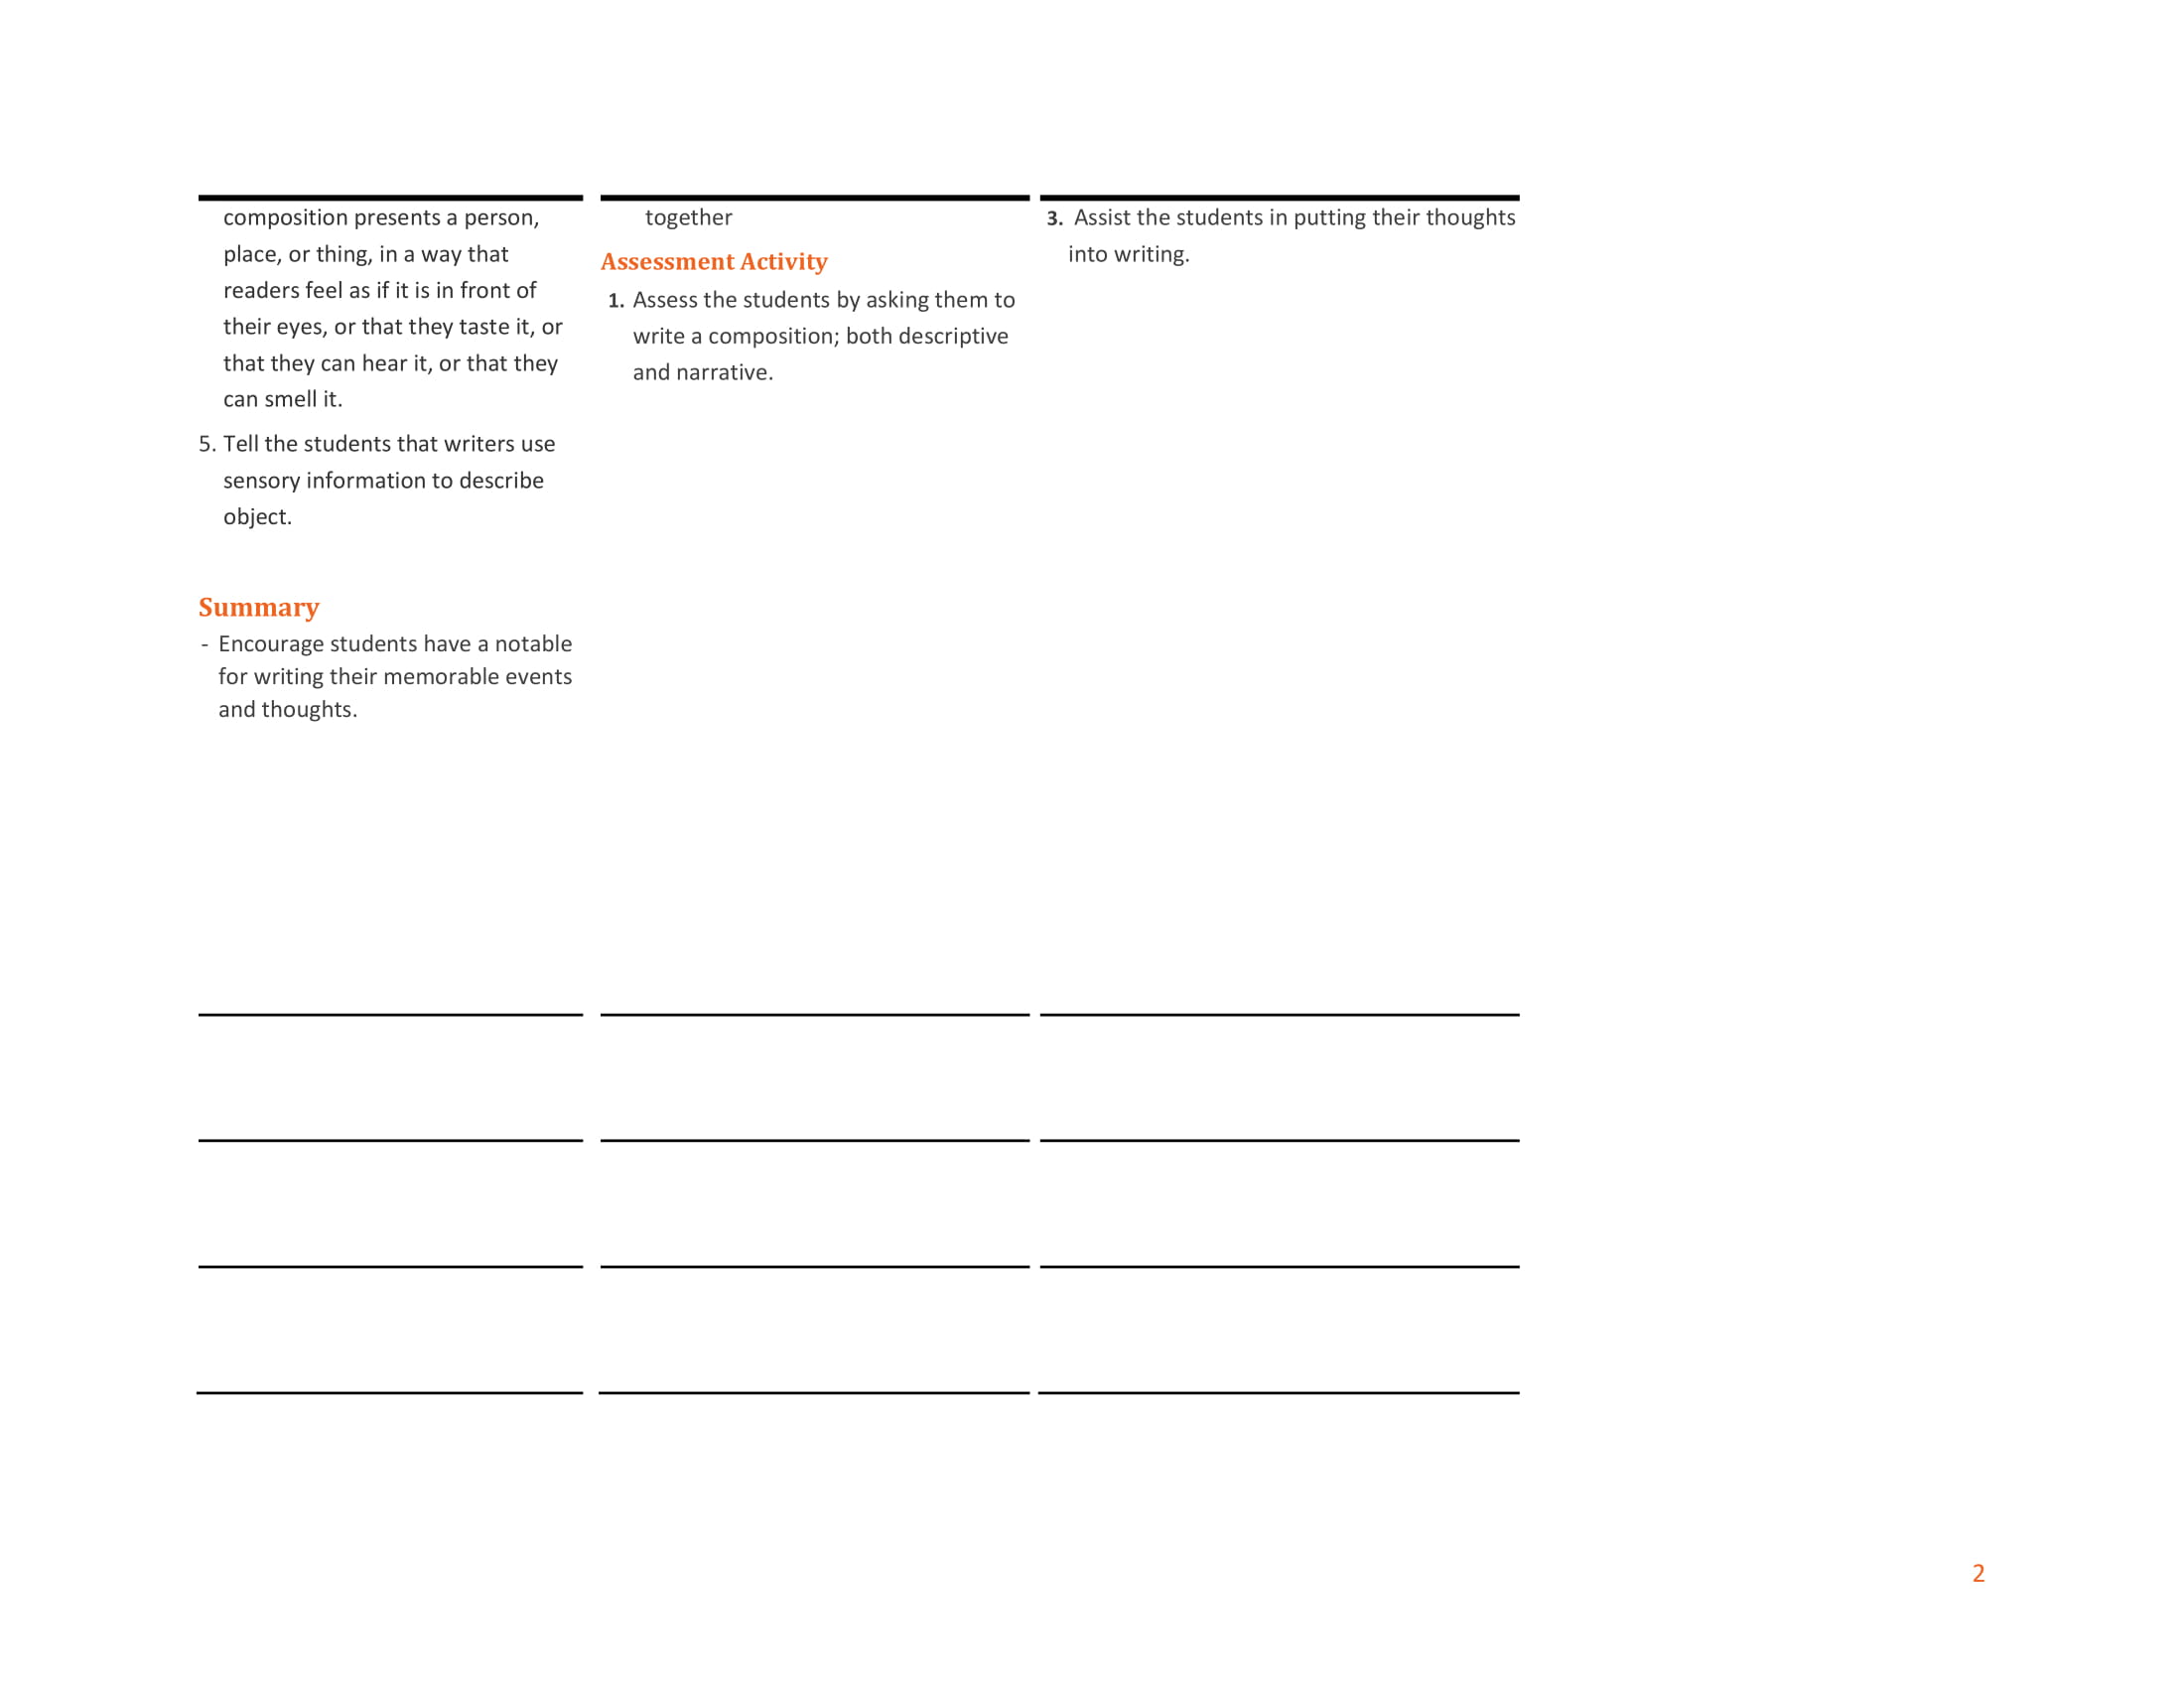 composition presents a person,
place, or thing, in a way that
readers feel as if it is in front of
their eyes, or that they taste it, or
that they can hear it, or that they
can smell it.
5. Tell the students that writers use
sensory information to describe
object.
Summary
- Encourage students have a notable
for writing their memorable events
and thoughts.
together
Assessment Activity
1. Assess the students by asking them to
write a composition; both descriptive
and narrative.
3. Assist the students in putting their thoughts
into writing.
2